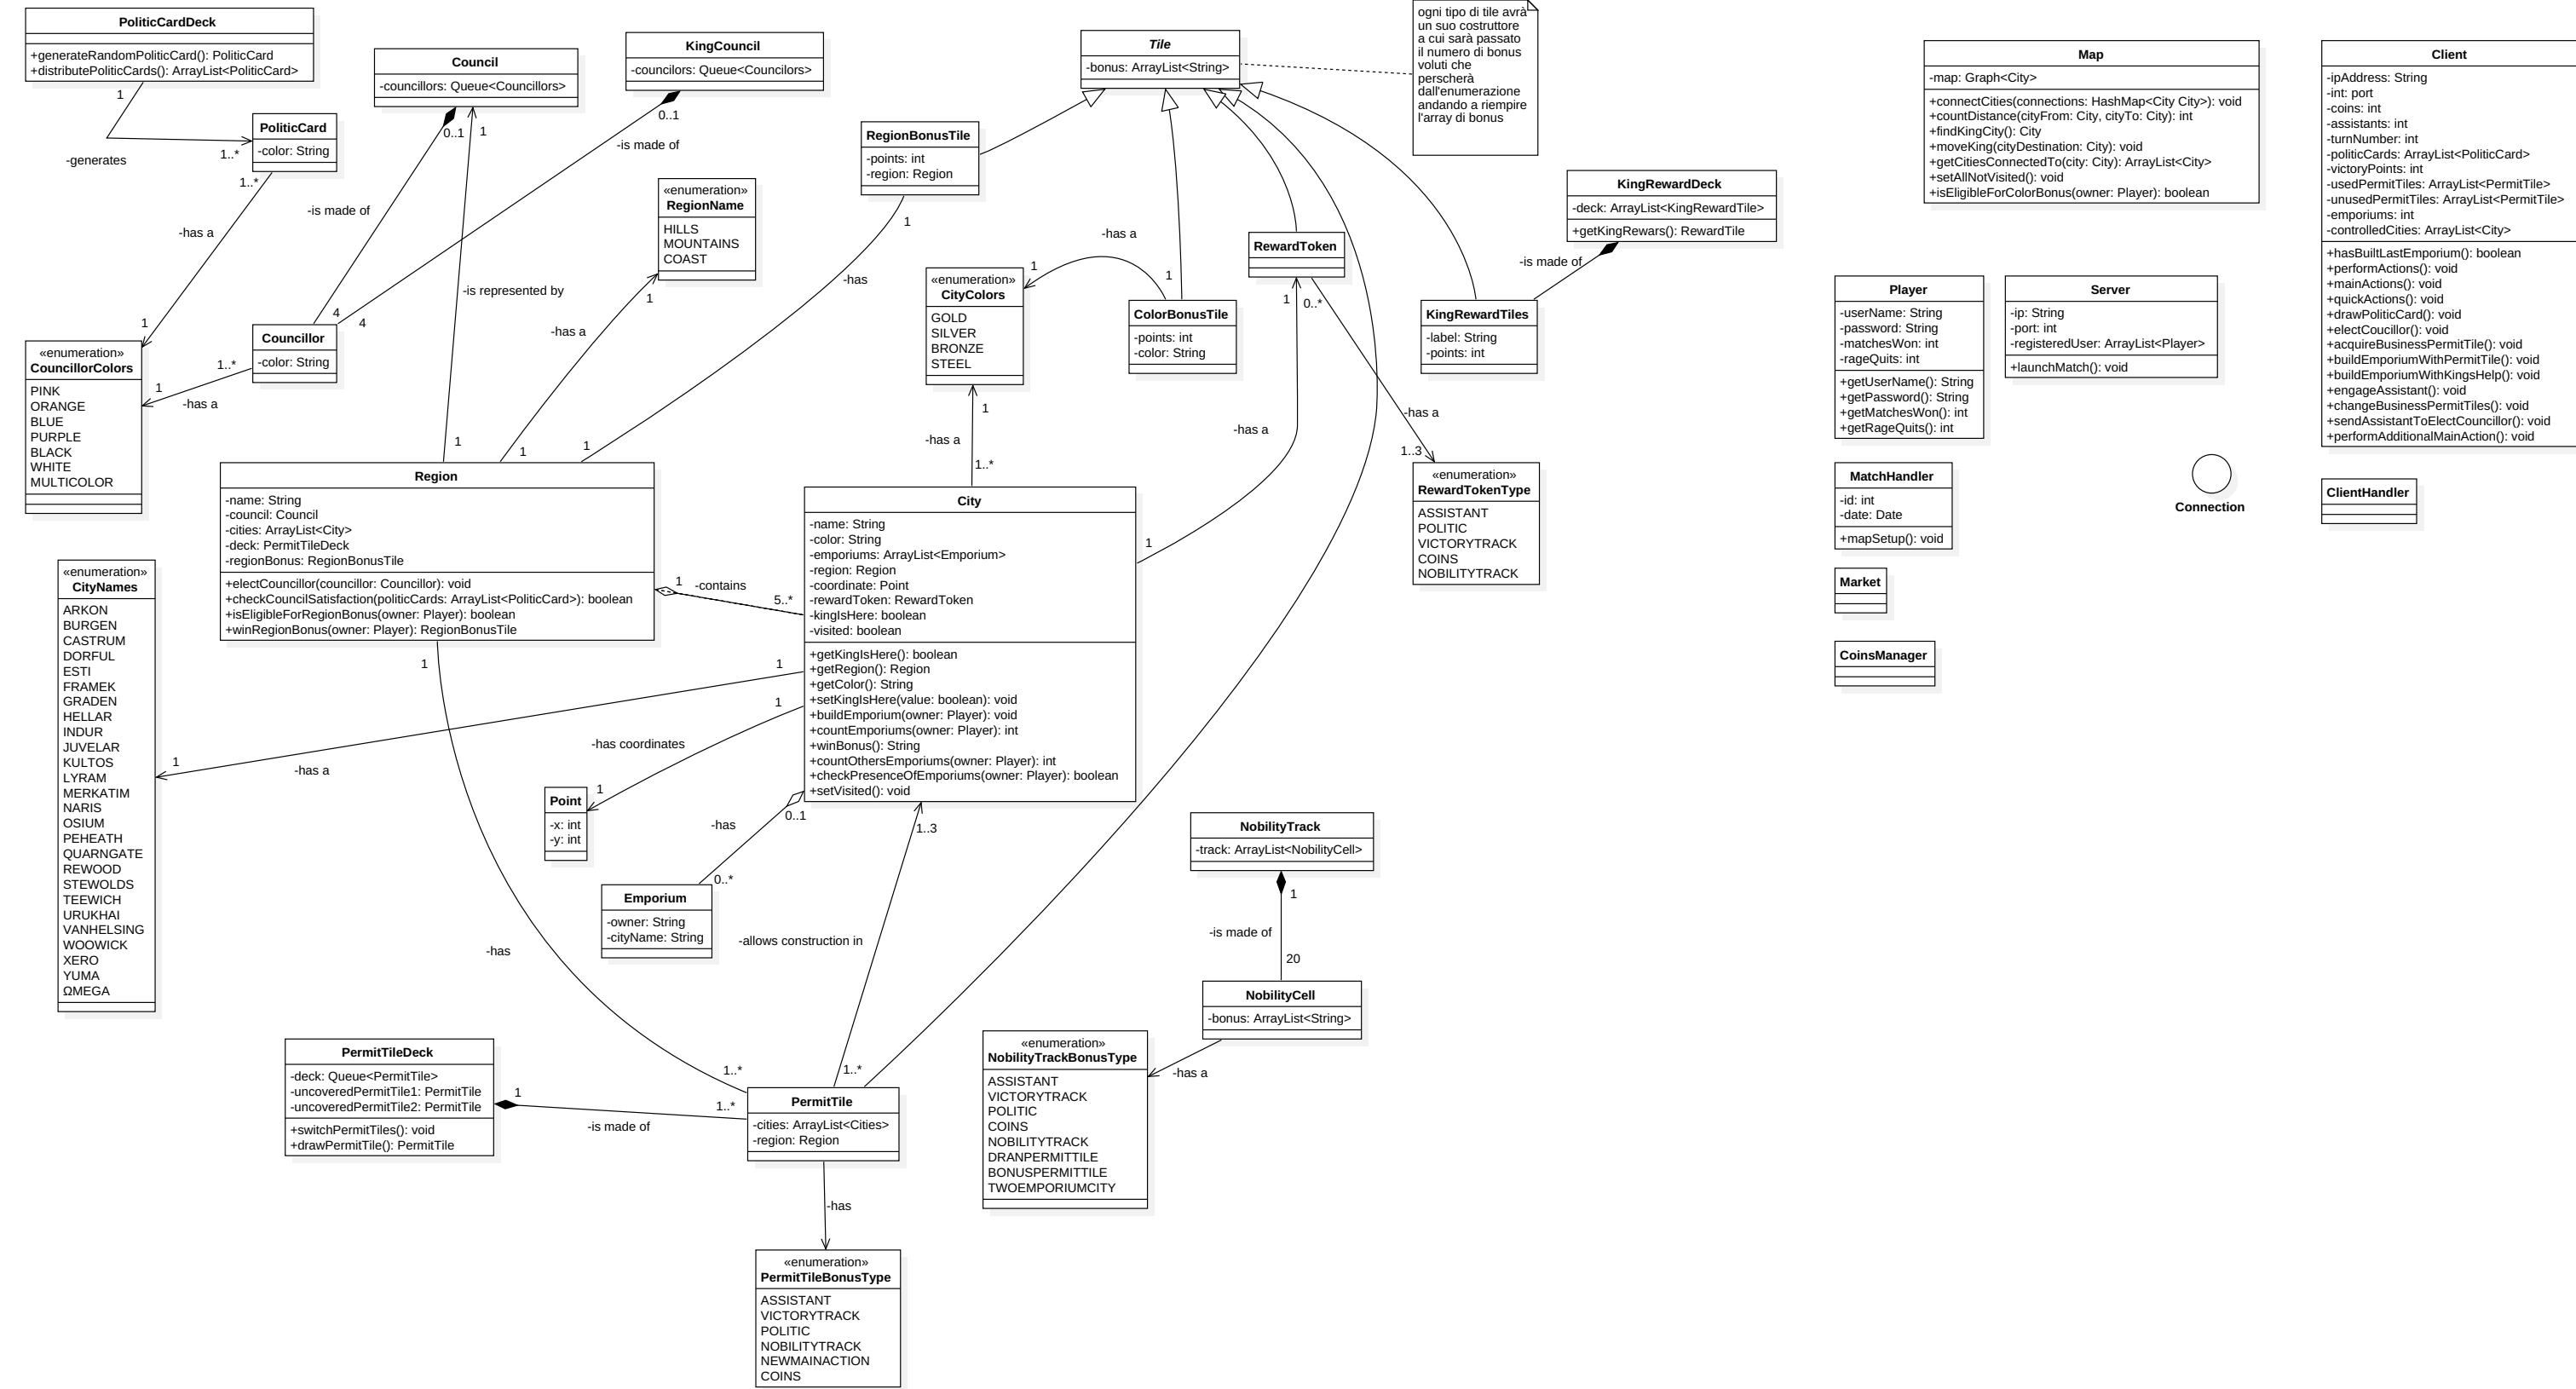 PoliticCardDeck
+generateRandomPoliticCard(): PoliticCard
+distributePoliticCards(): ArrayList<PoliticCard>
1
-generates
1..*
PoliticCard
-color: String
1..*
-has a
1
Council
-councillors: Queue<Councillors>
0..1
1
-is made of
4
KingCouncil
-councilors: Queue<Councilors>
0..1
-is made of
4
Councillor
-color: String
1..*
1
-has a
«enumeration»
CouncillorColors
PINK
ORANGE
BLUE
PURPLE
BLACK
WHITE
MULTICOLOR
«enumeration»
RegionName
HILLS
MOUNTAINS
COAST
1
-has a
1
-is represented by
1
RegionBonusTile
-points: int
-region: Region
1
-has
1
Tile
-bonus: ArrayList<String>
ogni tipo di tile avrà
un suo costruttore
a cui sarà passato
il numero di bonus
voluti che
perscherà
dall'enumerazione
andando a riempire
l'array di bonus
«enumeration»
CityColors
GOLD
SILVER
BRONZE
STEEL
1
-has a
1
ColorBonusTile
-points: int
-color: String
1
-has a
1..*
RewardToken
1
0..*
-has a
1
-has a
1..3
«enumeration»
RewardTokenType
ASSISTANT
POLITIC
VICTORYTRACK
COINS
NOBILITYTRACK
KingRewardDeck
-deck: ArrayList<KingRewardTile>
+getKingRewars(): RewardTile
-is made of
KingRewardTiles
-label: String
-points: int
Region
-name: String
-council: Council
-cities: ArrayList<City>
-deck: PermitTileDeck
-regionBonus: RegionBonusTile
+electCouncillor(councillor: Councillor): void
+checkCouncilSatisfaction(politicCards: ArrayList<PoliticCard>): boolean
+isEligibleForRegionBonus(owner: Player): boolean
+winRegionBonus(owner: Player): RegionBonusTile
1
-contains
5..*
City
-name: String
-color: String
-emporiums: ArrayList<Emporium>
-region: Region
-coordinate: Point
-rewardToken: RewardToken
-kingIsHere: boolean
-visited: boolean
+getKingIsHere(): boolean
+getRegion(): Region
+getColor(): String
+setKingIsHere(value: boolean): void
+buildEmporium(owner: Player): void
+countEmporiums(owner: Player): int
+winBonus(): String
+countOthersEmporiums(owner: Player): int
+checkPresenceOfEmporiums(owner: Player): boolean
+setVisited(): void
«enumeration»
CityNames
ARKON
BURGEN
CASTRUM
DORFUL
ESTI
FRAMEK
GRADEN
HELLAR
INDUR
JUVELAR
KULTOS
LYRAM
MERKATIM
NARIS
OSIUM
PEHEATH
QUARNGATE
REWOOD
STEWOLDS
TEEWICH
URUKHAI
VANHELSING
WOOWICK
XERO
YUMA
ΩMEGA
1
-has a
1
1
-has coordinates
1
Point
-x: int
-y: int
0..1
-has
0..*
Emporium
-owner: String
-cityName: String
1..3
-allows construction in
1..*
1
-has
1..*
PermitTileDeck
-deck: Queue<PermitTile>
-uncoveredPermitTile1: PermitTile
-uncoveredPermitTile2: PermitTile
+switchPermitTiles(): void
+drawPermitTile(): PermitTile
1
-is made of
1..*
PermitTile
-cities: ArrayList<Cities>
-region: Region
-has
«enumeration»
PermitTileBonusType
ASSISTANT
VICTORYTRACK
POLITIC
NOBILITYTRACK
NEWMAINACTION
COINS
NobilityTrack
-track: ArrayList<NobilityCell>
1
-is made of
20
NobilityCell
-bonus: ArrayList<String>
-has a
«enumeration»
NobilityTrackBonusType
ASSISTANT
VICTORYTRACK
POLITIC
COINS
NOBILITYTRACK
DRANPERMITTILE
BONUSPERMITTILE
TWOEMPORIUMCITY
Map
-map: Graph<City>
+connectCities(connections: HashMap<City City>): void
+countDistance(cityFrom: City, cityTo: City): int
+findKingCity(): City
+moveKing(cityDestination: City): void
+getCitiesConnectedTo(city: City): ArrayList<City>
+setAllNotVisited(): void
+isEligibleForColorBonus(owner: Player): boolean
Player
-userName: String
-password: String
-matchesWon: int
-rageQuits: int
+getUserName(): String
+getPassword(): String
+getMatchesWon(): int
+getRageQuits(): int
Server
-ip: String
-port: int
-registeredUser: ArrayList<Player>
+launchMatch(): void
MatchHandler
-id: int
-date: Date
+mapSetup(): void
Connection
Market
CoinsManager
Client
-ipAddress: String
-int: port
-coins: int
-assistants: int
-turnNumber: int
-politicCards: ArrayList<PoliticCard>
-victoryPoints: int
-usedPermitTiles: ArrayList<PermitTile>
-unusedPermitTiles: ArrayList<PermitTile>
-emporiums: int
-controlledCities: ArrayList<City>
+hasBuiltLastEmporium(): boolean
+performActions(): void
+mainActions(): void
+quickActions(): void
+drawPoliticCard(): void
+electCoucillor(): void
+acquireBusinessPermitTile(): void
+buildEmporiumWithPermitTile(): void
+buildEmporiumWithKingsHelp(): void
+engageAssistant(): void
+changeBusinessPermitTiles(): void
+sendAssistantToElectCouncillor(): void
+performAdditionalMainAction(): void
ClientHandler